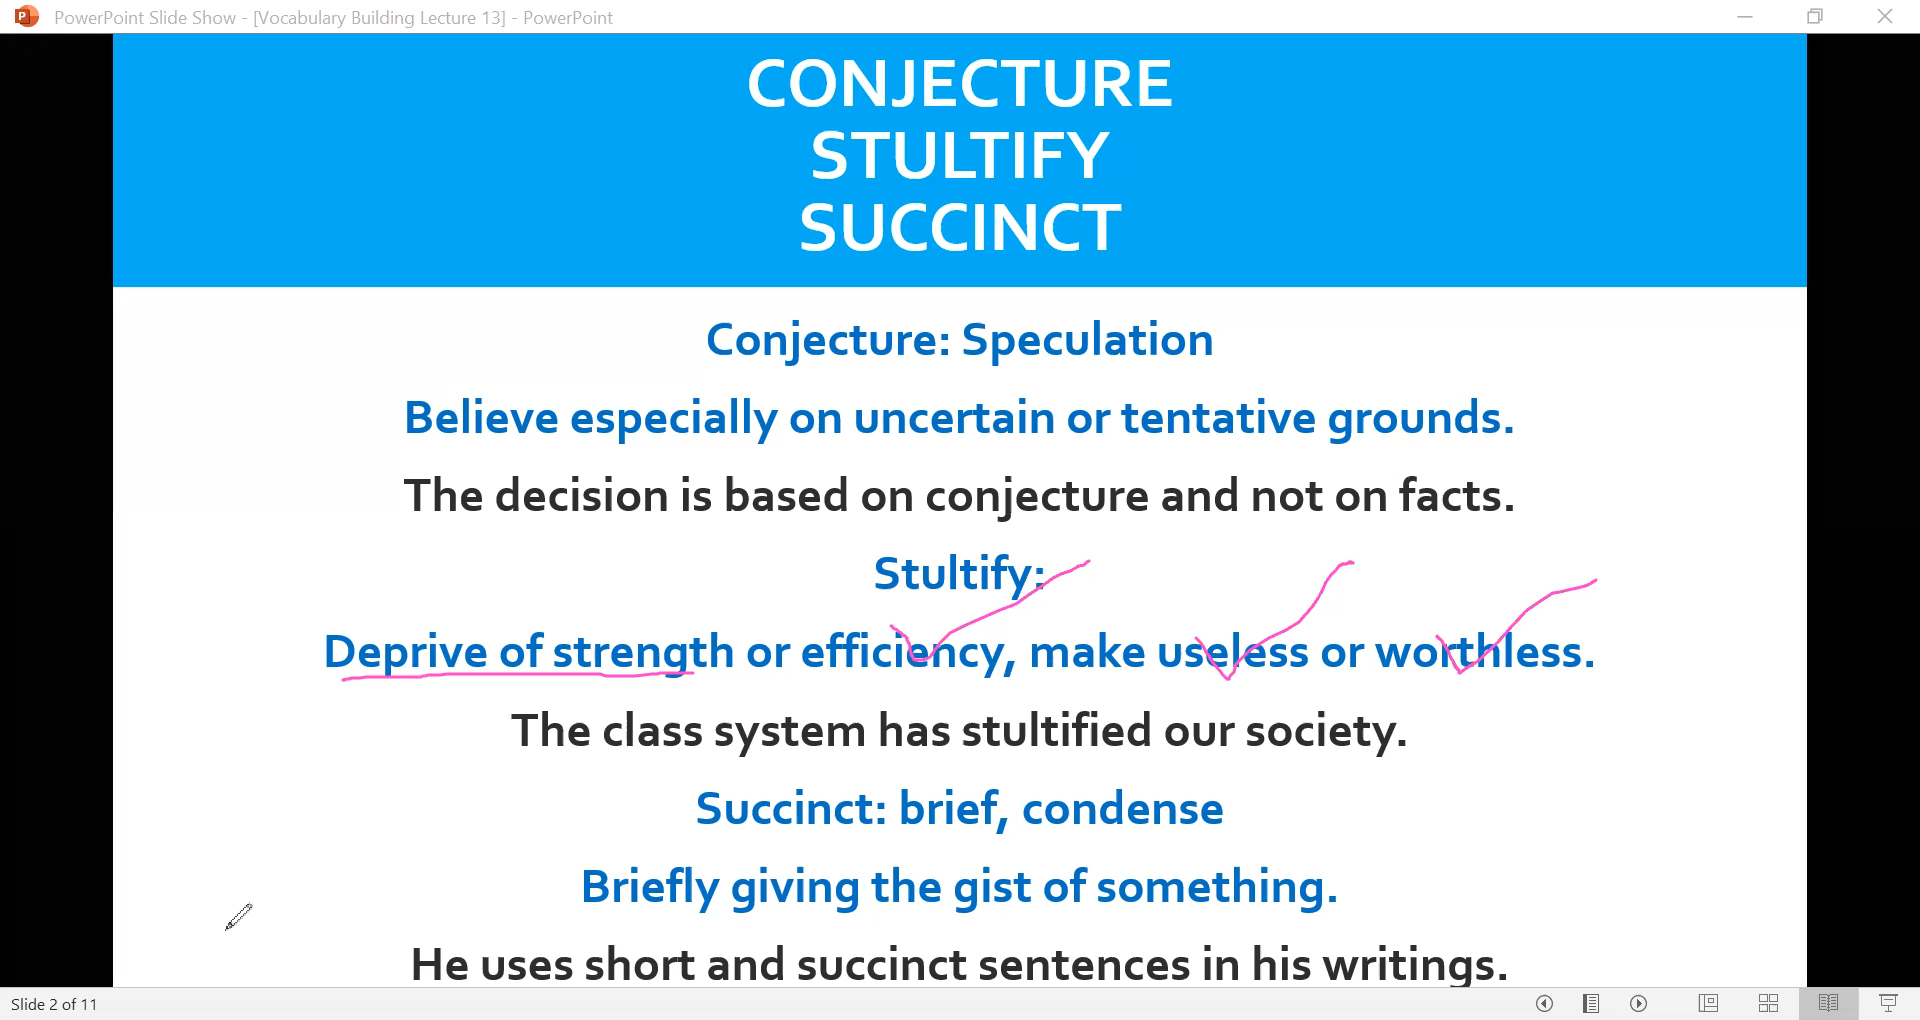 PowerPoint Slide Show - [Vocabulary Building Lecture 13] - PowerPoint
CONJECTURE
STULTIFY
SUCCINCT
Conjecture: Speculation
Believe especially on uncertain or tentative grounds.
The decision is based on conjecture and not on facts.
Stultify:
Deprive of strength or efficiency, make useless or worthless.
The class system has stultified our society.
Succinct: brief, condense
Briefly giving the gist of something.
He uses short and succinct sentences in his writings.
Slide 2 of 11